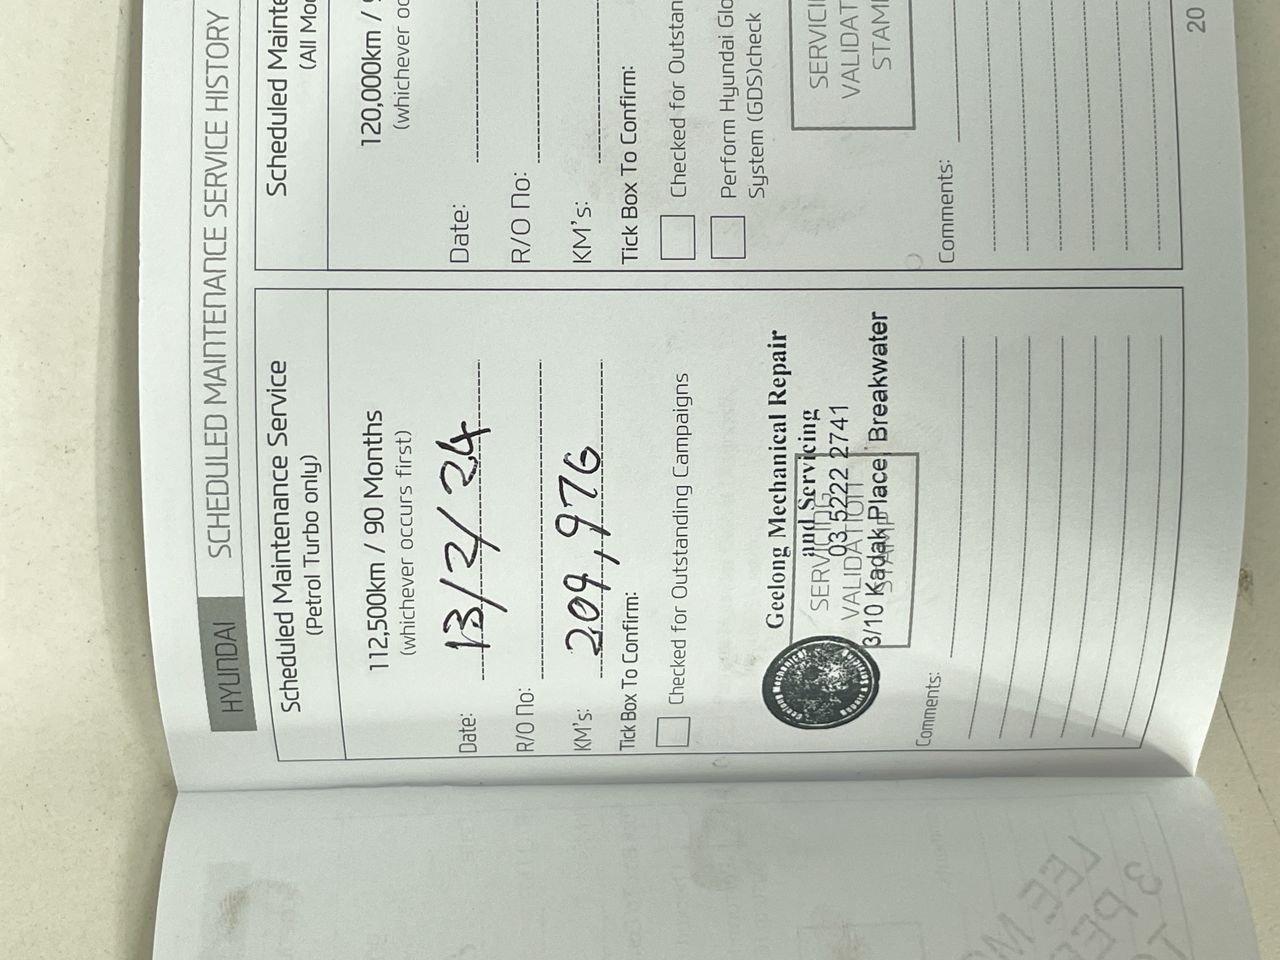 HYUNDAI
SCHEDULED MAINTENANCE SERVICE HISTORY
Scheduled Maintenance Service
(Petrol Turbo only)
112,500km / 90 Months
(whichever occurs first)
Date: 13/2/24
R/O No:
KM's: 209,976
Tick Box To Confirm:
Checked for Outstanding Campaigns
Geelong Mechanical Repair
and Servicing
SERVICING
03 5222 2741
VALIDATION
3/10 Kadak Place, Breakwater
STAMP
Comments:
Scheduled Mainte
(All Mod
120,000km / 9
(whichever oc
Date:
R/O No:
KM's:
Tick Box To Confirm:
Checked for Outstan
Perform Hyundai Glo
System (GDS)check
SERVICI
VALIDAT
STAM
Comments:
20